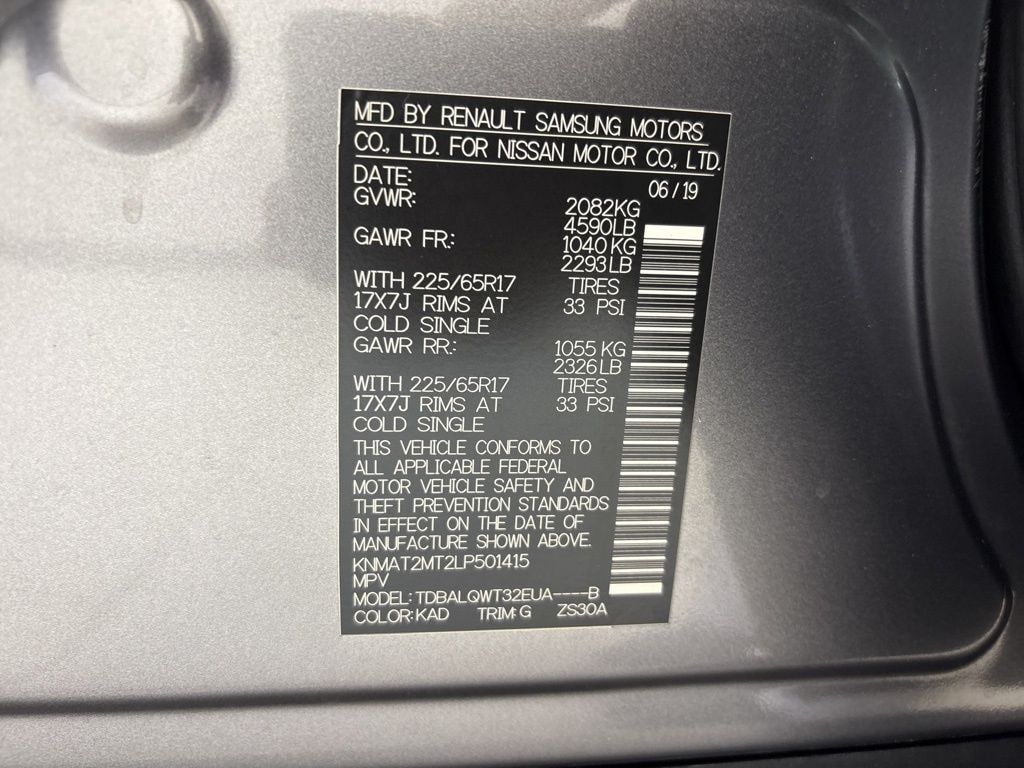 MFD BY RENAULT SAMSUNG MOTORS
CO., LTD. FOR NISSAN MOTOR CO., LTD.
DATE: 06/19
GVWR: 2082KG
4590LB
GAWR FR.: 1040KG
2293LB
WITH 225/65R17 TIRES
17X7J RIMS AT 33 PSI
COLD SINGLE
GAWR RR.: 1055KG
2326LB
WITH 225/65R17 TIRES
17X7J RIMS AT 33 PSI
COLD SINGLE
THIS VEHICLE CONFORMS TO
ALL APPLICABLE FEDERAL
MOTOR VEHICLE SAFETY AND
THEFT PREVENTION STANDARDS
IN EFFECT ON THE DATE OF
MANUFACTURE SHOWN ABOVE.
KNMAT2MT2LP501415
MPV
MODEL: TDBALQWT32EUA----B
COLOR: KAD TRIM: G ZS30A